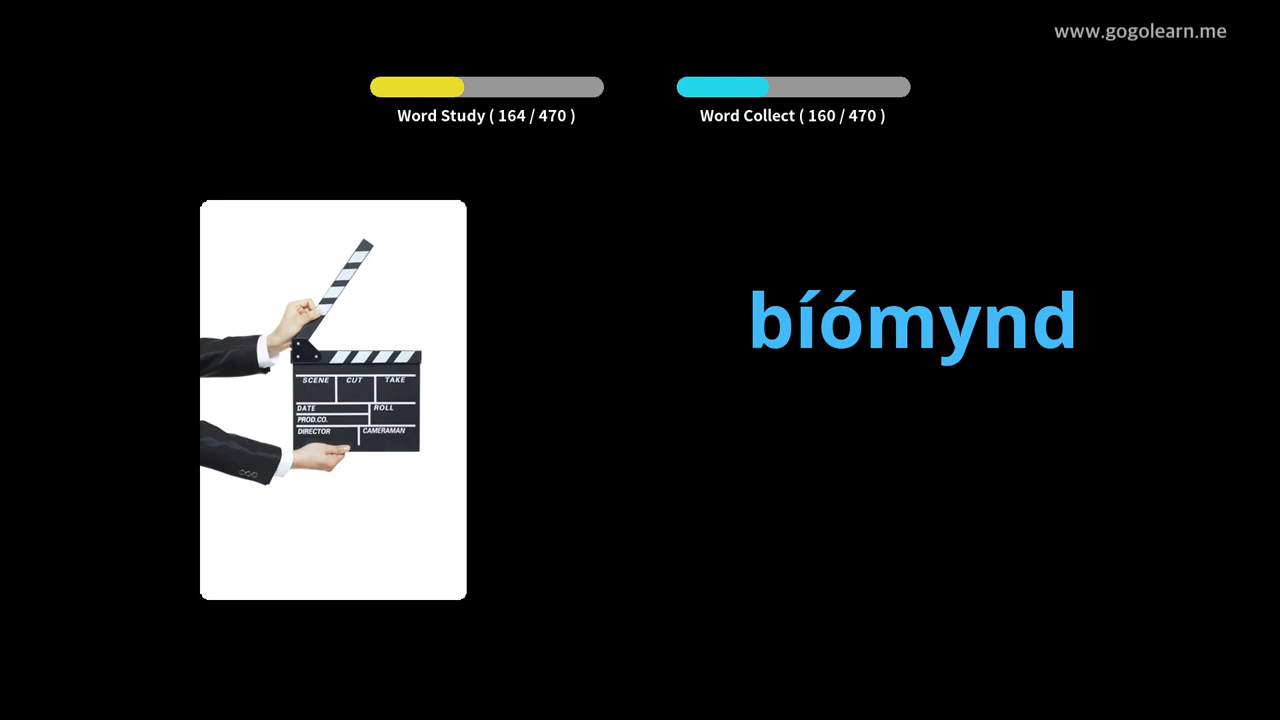 www.gogolearn.me
Word Study ( 164 / 470 )
Word Collect ( 160 / 470 )
SCENE CUT TAKE
DATE ROLL
PROD.CO.
DIRECTOR CAMERAMAN
bíómynd